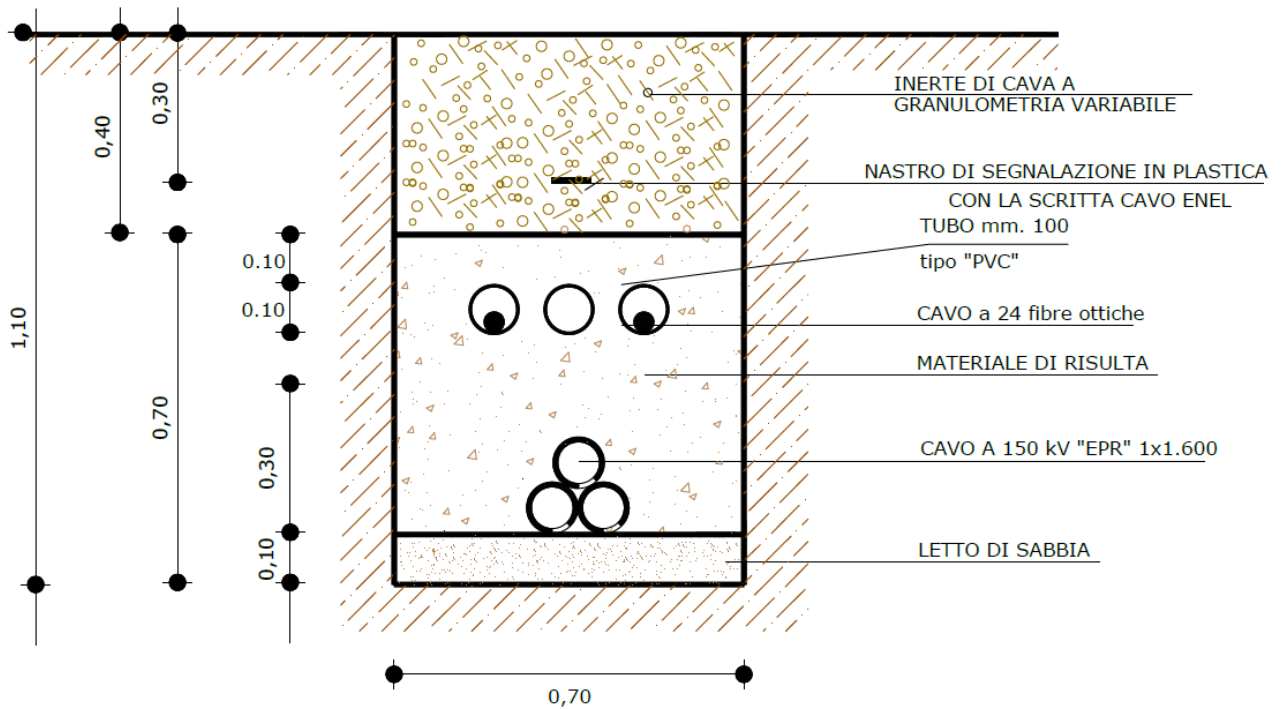 0,30
0,40
INERTE DI CAVA A
GRANULOMETRIA VARIABILE
NASTRO DI SEGNALAZIONE IN PLASTICA
CON LA SCRITTA CAVO ENEL
TUBO mm. 100
tipo "PVC"
0.10
0.10
1,10
CAVO a 24 fibre ottiche
MATERIALE DI RISULTA
0,70
0,30
CAVO A 150 kV "EPR" 1x1.600
0,10
LETTO DI SABBIA
0,70